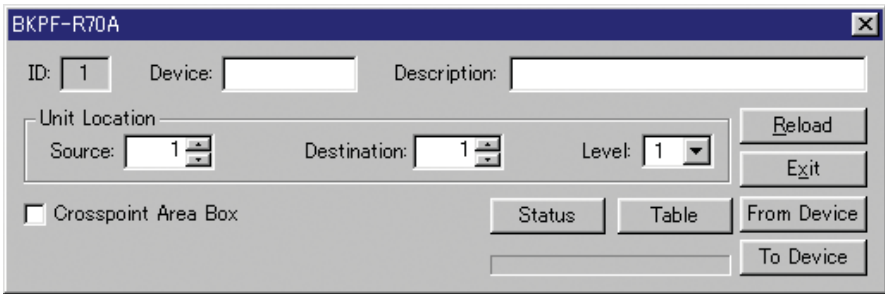 BKPF-R70A
ID: 1 Device: Description:
Unit Location
Source: 1 Destination: 1 Level: 1
Reload
Exit
Crosspoint Area Box
Status Table From Device
To Device